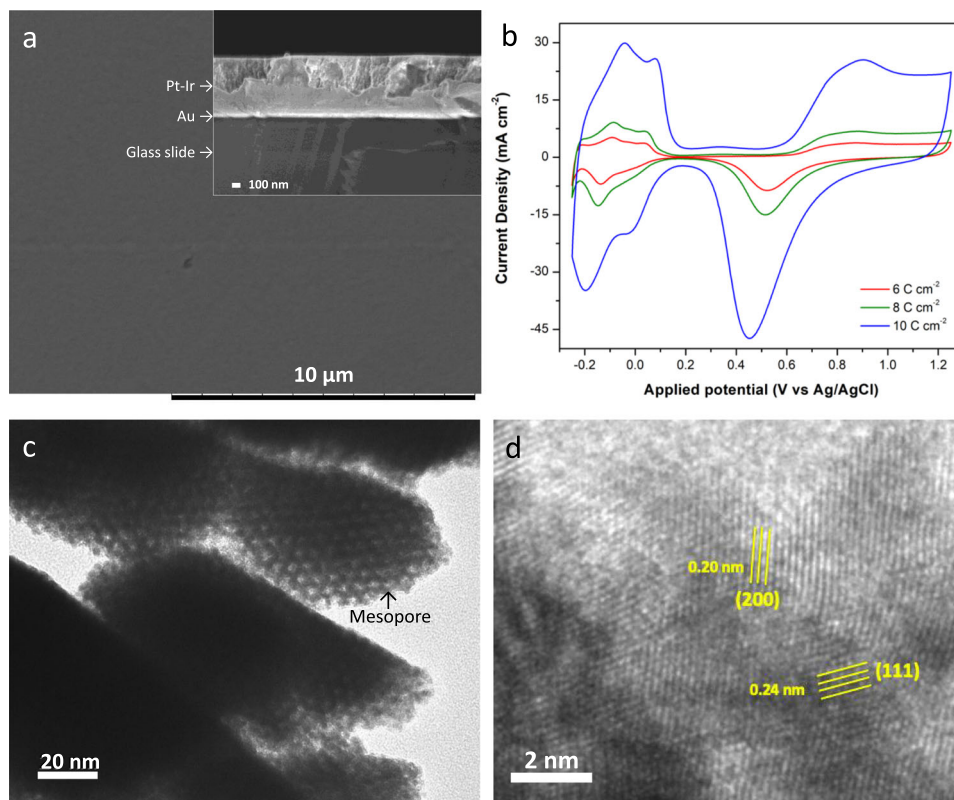 a
Pt-Ir →
Au →
Glass slide →
100 nm
10 µm
b
Current Density (mA cm⁻²)
30
15
0
-15
-30
-45
6 C cm⁻²
8 C cm⁻²
10 C cm⁻²
-0.2 0.0 0.2 0.4 0.6 0.8 1.0 1.2
Applied potential (V vs Ag/AgCl)
c
Mesopore
20 nm
d
0.20 nm
(200)
(111)
0.24 nm
2 nm